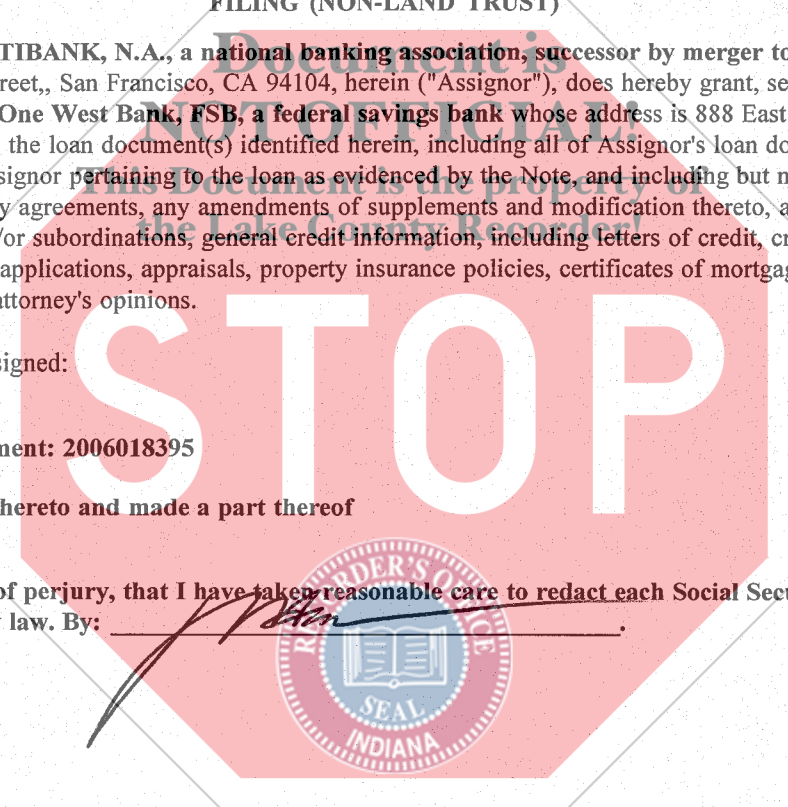 FILING (NON-LAND TRUST)
Document is
TIBANK, N.A., a national banking association, successor by merger to
reet,, San Francisco, CA 94104, herein ("Assignor"), does hereby grant, se
NOT OFFICIAL!
One West Bank, FSB, a federal savings bank whose address is 888 East
the loan document(s) identified herein, including all of Assignor's loan do
signor pertaining to the loan as evidenced by the Note, and including but n
This Document is the property of
y agreements, any amendments of supplements and modification thereto, a
the Lake County Recorder!
/or subordinations, general credit information, including letters of credit, cr
applications, appraisals, property insurance policies, certificates of mortgag
attorney's opinions.
STOP
signed:
ment: 2006018395
hereto and made a part thereof
of perjury, that I have taken reasonable care to redact each Social Secu
law. By:
RECORDER'S OFFICE
SEAL
INDIANA